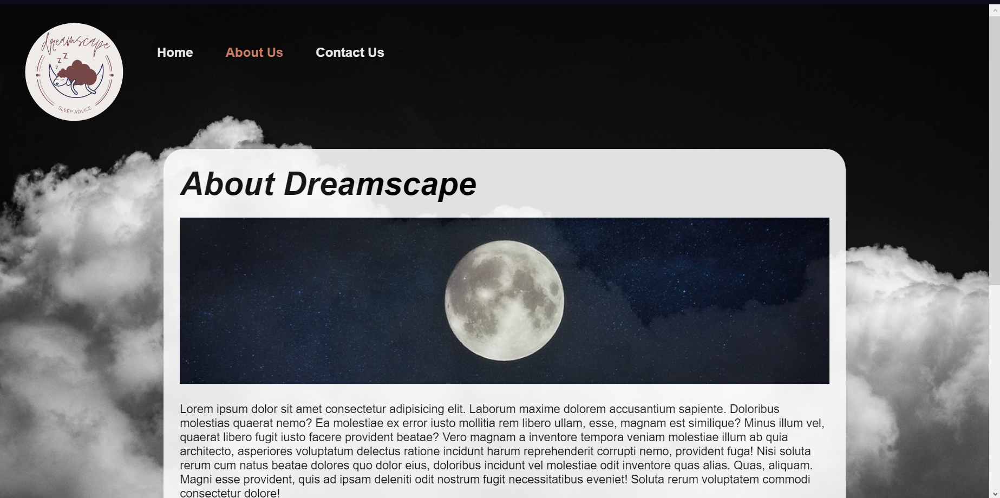 dreamscape
z z z
SLEEP ADVICE
Home About Us Contact Us
About Dreamscape
Lorem ipsum dolor sit amet consectetur adipisicing elit. Laborum maxime dolorem accusantium sapiente. Doloribus
molestias quaerat nemo? Ea molestiae ex error iusto mollitia rem libero ullam, esse, magnam est similique? Minus illum vel,
quaerat libero fugit iusto facere provident beatae? Vero magnam a inventore tempora veniam molestiae illum ab quia
architecto, asperiores voluptatum delectus ratione incidunt harum reprehenderit corrupti nemo, provident fuga! Nisi soluta
rerum cum natus beatae dolores quo dolor eius, doloribus incidunt vel molestiae odit inventore quas alias. Quas, aliquam.
Magni esse provident, quis ad ipsam deleniti odit nostrum fugit necessitatibus eveniet! Soluta rerum voluptatem commodi
consectetur dolore!